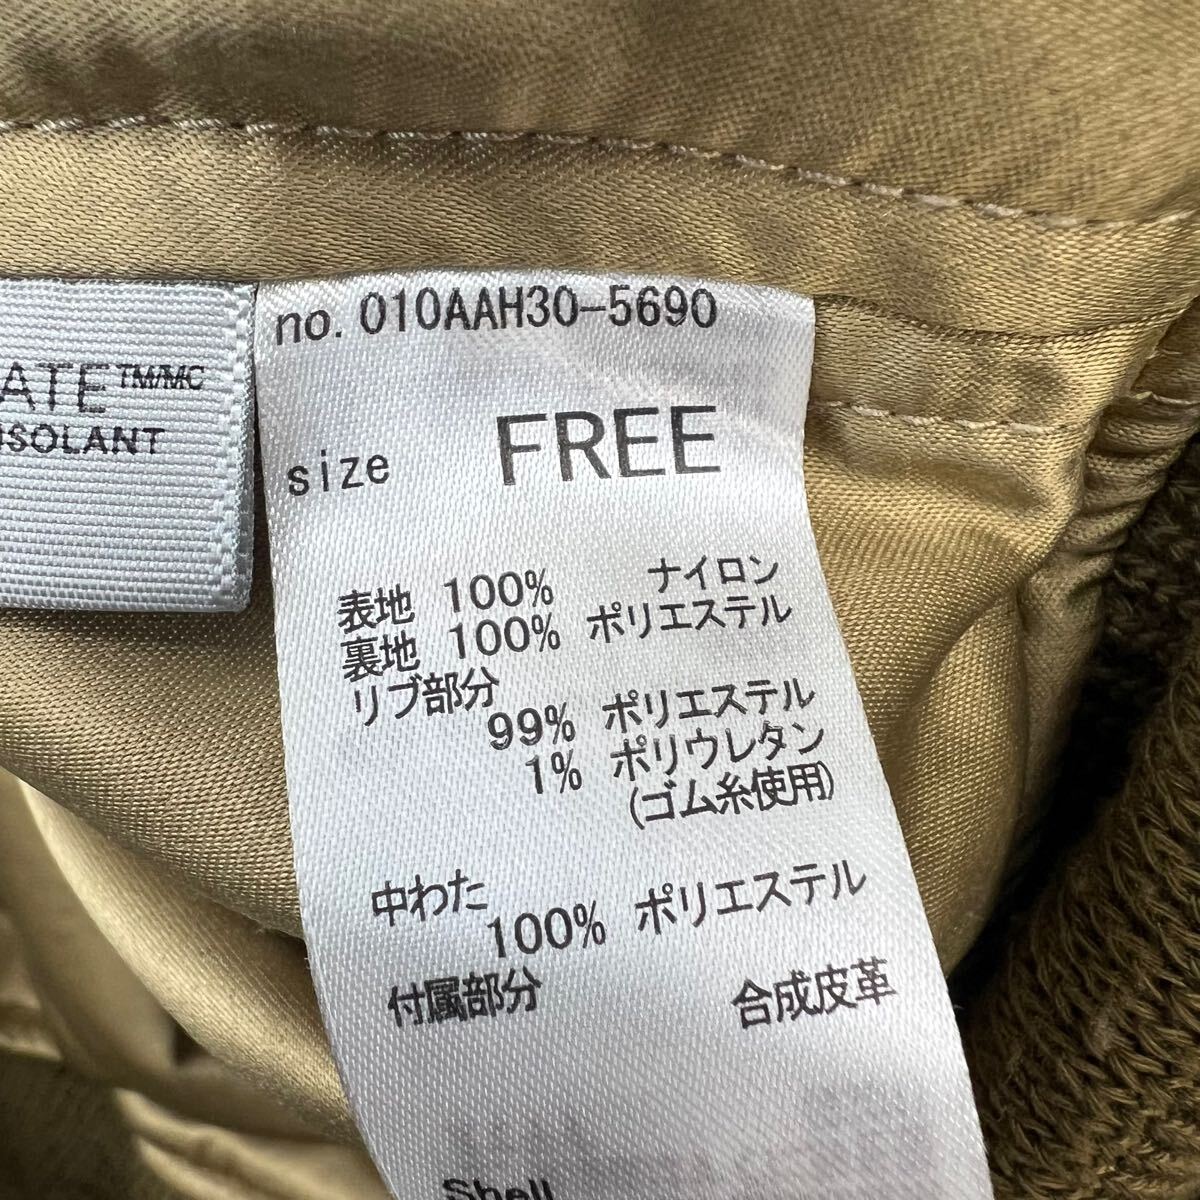 ATE™/MC
ISOLANT
no. 010AAH30-5690
size FREE
表地 100% ナイロン
裏地 100% ポリエステル
リブ部分
99% ポリエステル
1% ポリウレタン
(ゴム糸使用)
中わた
100% ポリエステル
付属部分 合成皮革
Shell